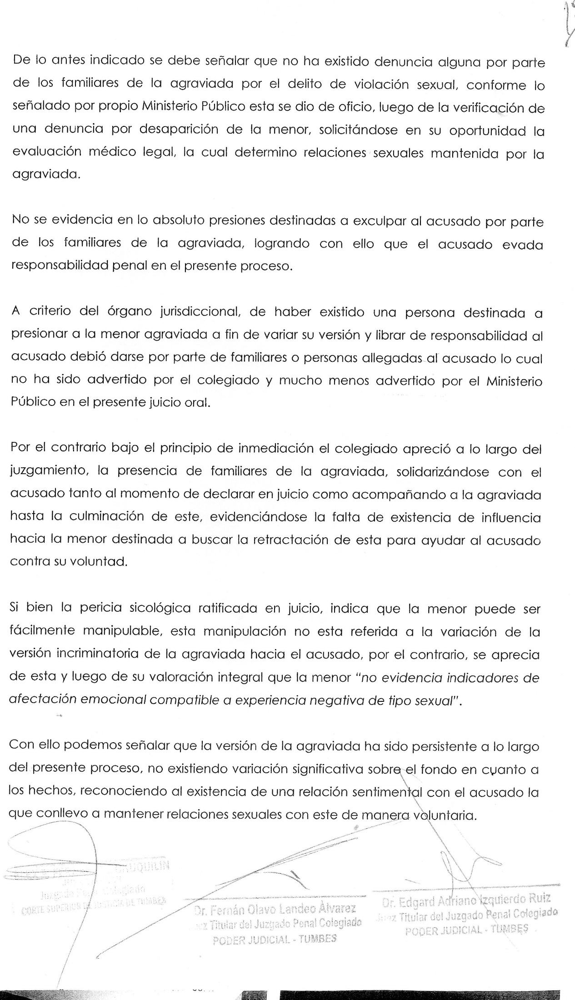 De lo antes indicado se debe señalar que no ha existido denuncia alguna por parte
de los familiares de la agraviada por el delito de violación sexual, conforme lo
señalado por propio Ministerio Público esta se dio de oficio, luego de la verificación de
una denuncia por desaparición de la menor, solicitándose en su oportunidad la
evaluación médico legal, la cual determino relaciones sexuales mantenida por la
agraviada.
No se evidencia en lo absoluto presiones destinadas a exculpar al acusado por parte
de los familiares de la agraviada, logrando con ello que el acusado evada
responsabilidad penal en el presente proceso.
A criterio del órgano jurisdiccional, de haber existido una persona destinada a
presionar a la menor agraviada a fin de variar su versión y librar de responsabilidad al
acusado debió darse por parte de familiares o personas allegadas al acusado lo cual
no ha sido advertido por el colegiado y mucho menos advertido por el Ministerio
Público en el presente juicio oral.
Por el contrario bajo el principio de inmediación el colegiado apreció a lo largo del
juzgamiento, la presencia de familiares de la agraviada, solidarizándose con el
acusado tanto al momento de declarar en juicio como acompañando a la agraviada
hasta la culminación de este, evidenciándose la falta de existencia de influencia
hacia la menor destinada a buscar la retractación de esta para ayudar al acusado
contra su voluntad.
Si bien la pericia sicológica ratificada en juicio, indica que la menor puede ser
fácilmente manipulable, esta manipulación no esta referida a la variación de la
versión incriminatoria de la agraviada hacia el acusado, por el contrario, se aprecia
de esta y luego de su valoración integral que la menor "no evidencia indicadores de
afectación emocional compatible a experiencia negativa de tipo sexual".
Con ello podemos señalar que la versión de la agraviada ha sido persistente a lo largo
del presente proceso, no existiendo variación significativa sobre el fondo en cuanto a
los hechos, reconociendo al existencia de una relación sentimental con el acusado la
que conllevo a mantener relaciones sexuales con este de manera voluntaria.
CORTE SUPERIOR DE JUSTICIA DE TUMBES
Dr. Fernán Olavo Landeo Álvarez
Titular del Juzgado Penal Colegiado
PODER JUDICIAL - TUMBES
Dr. Edgard Adriano Izquierdo Ruiz
Juez Titular del Juzgado Penal Colegiado
PODER JUDICIAL - TUMBES